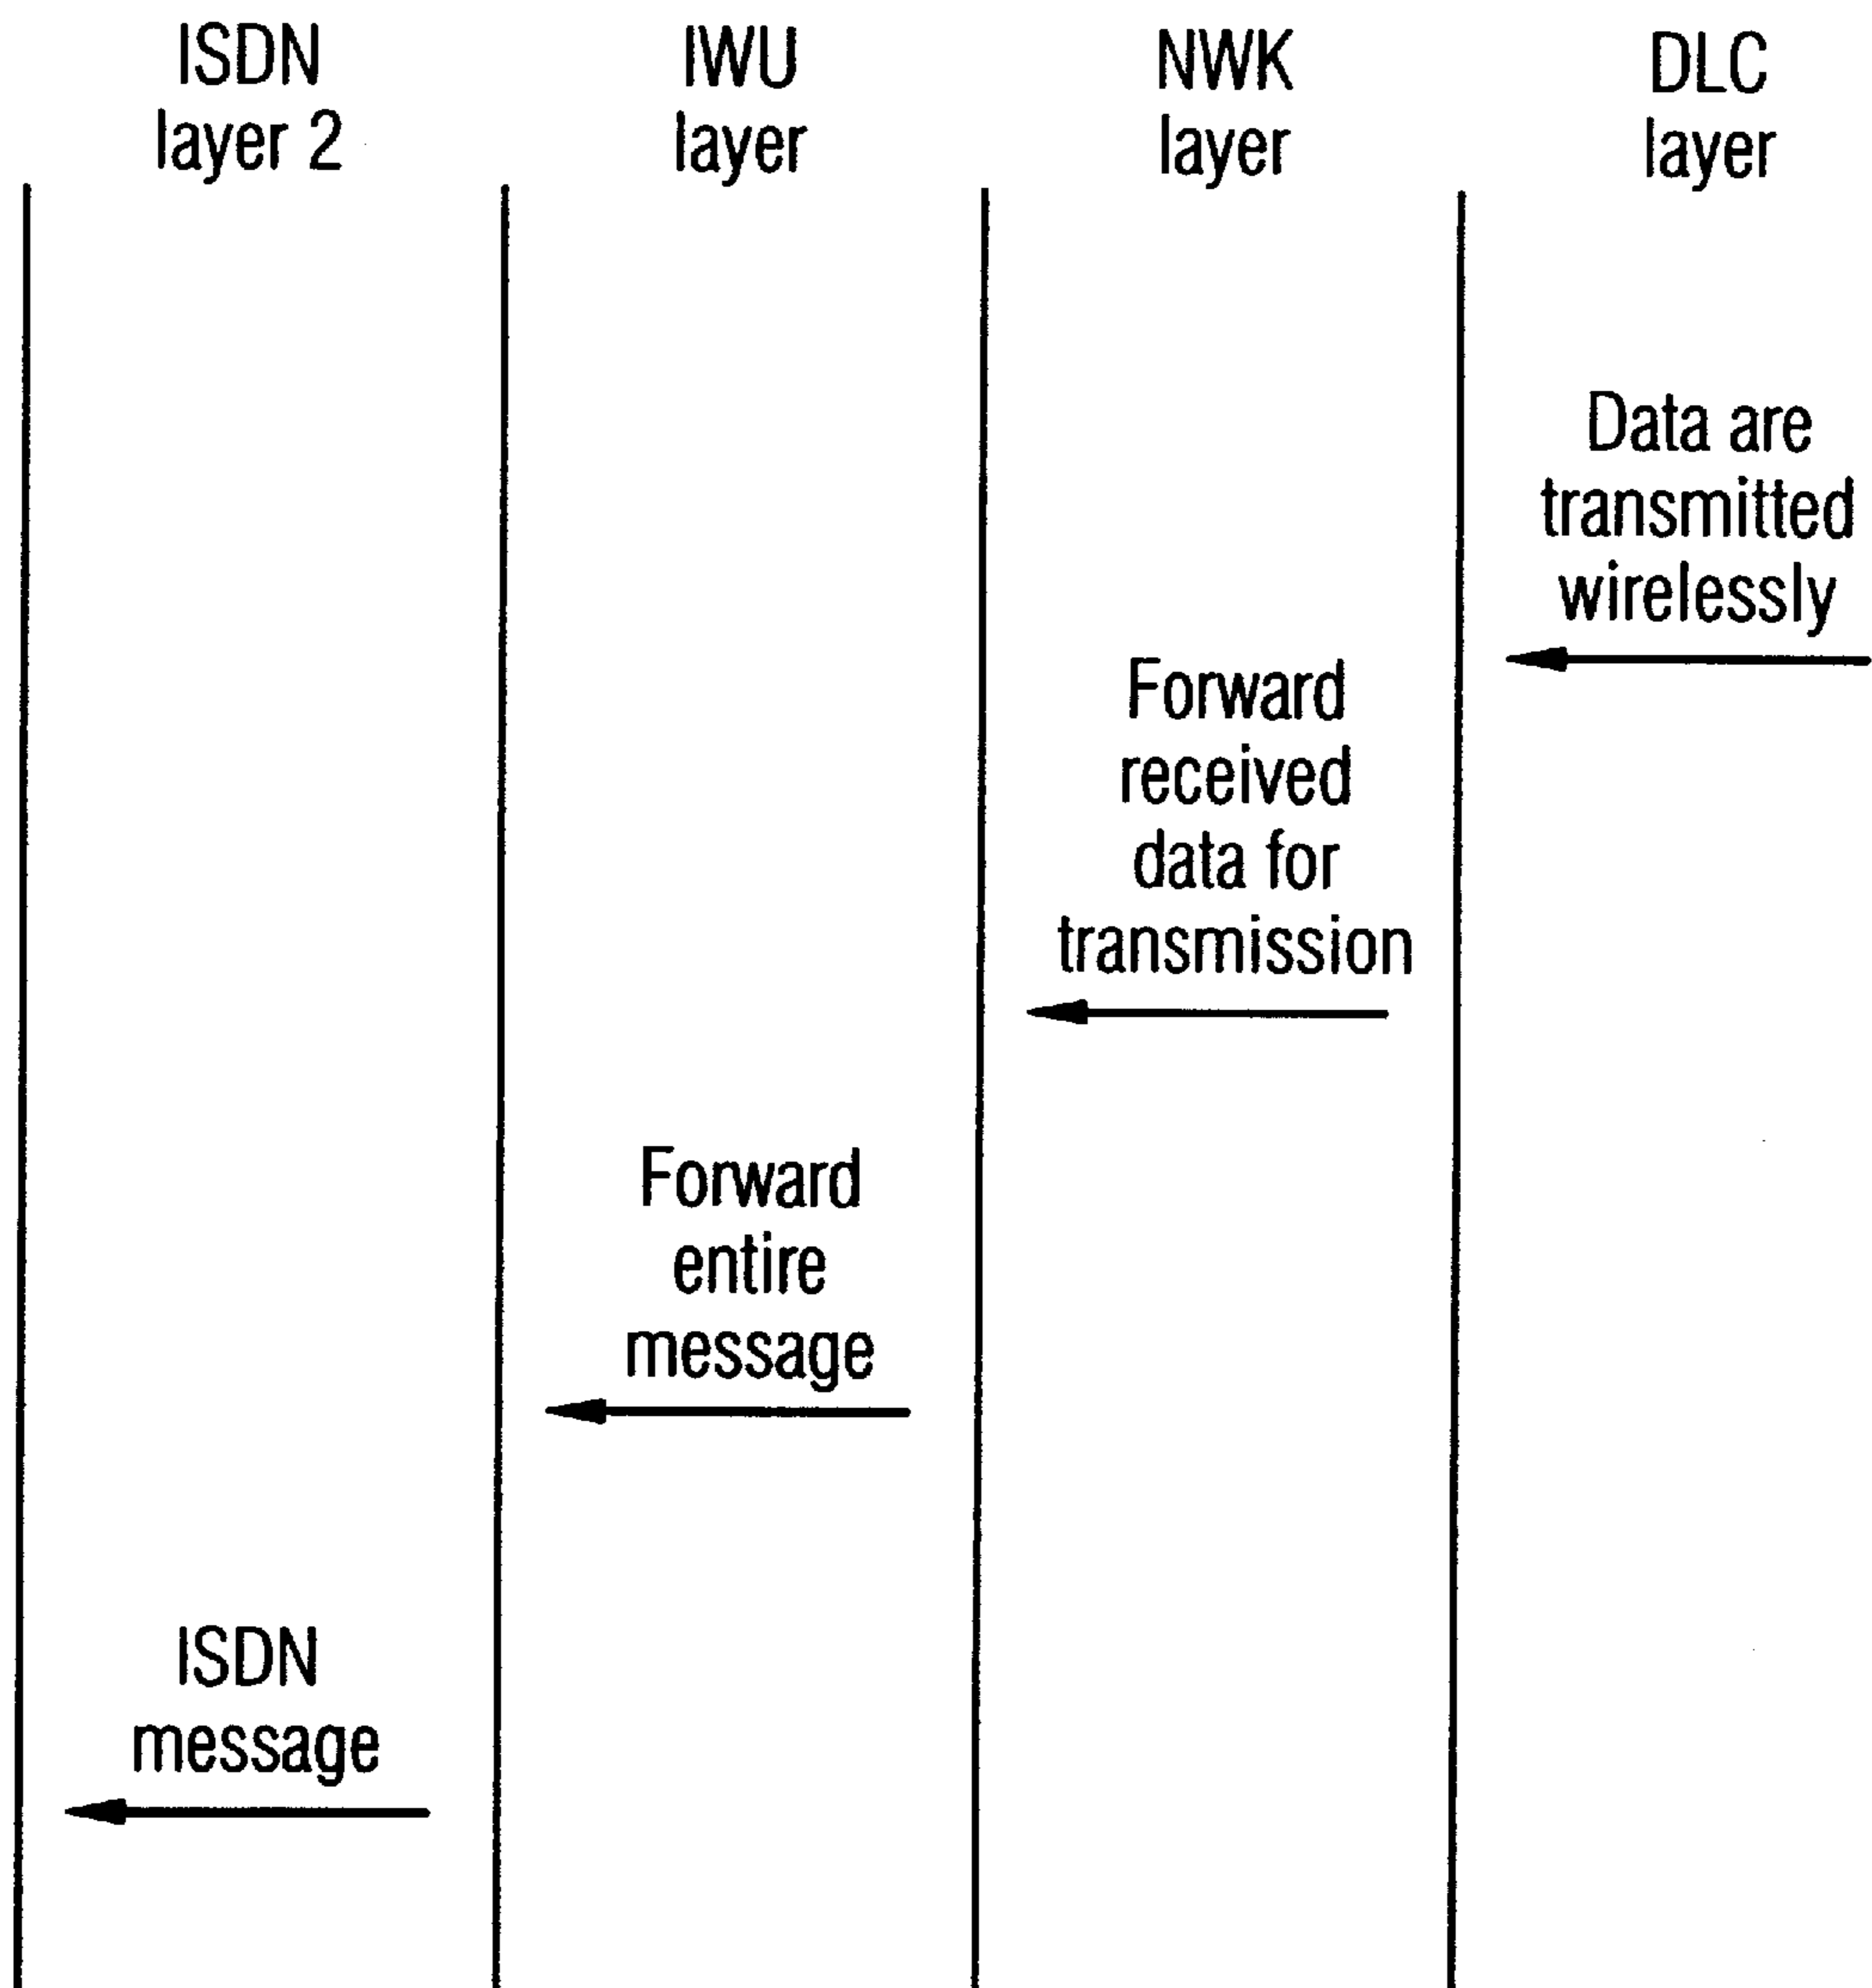 ISDN
layer 2
IWU
layer
NWK
layer
DLC
layer
Data are
transmitted
wirelessly
Forward
received
data for
transmission
Forward
entire
message
ISDN
message